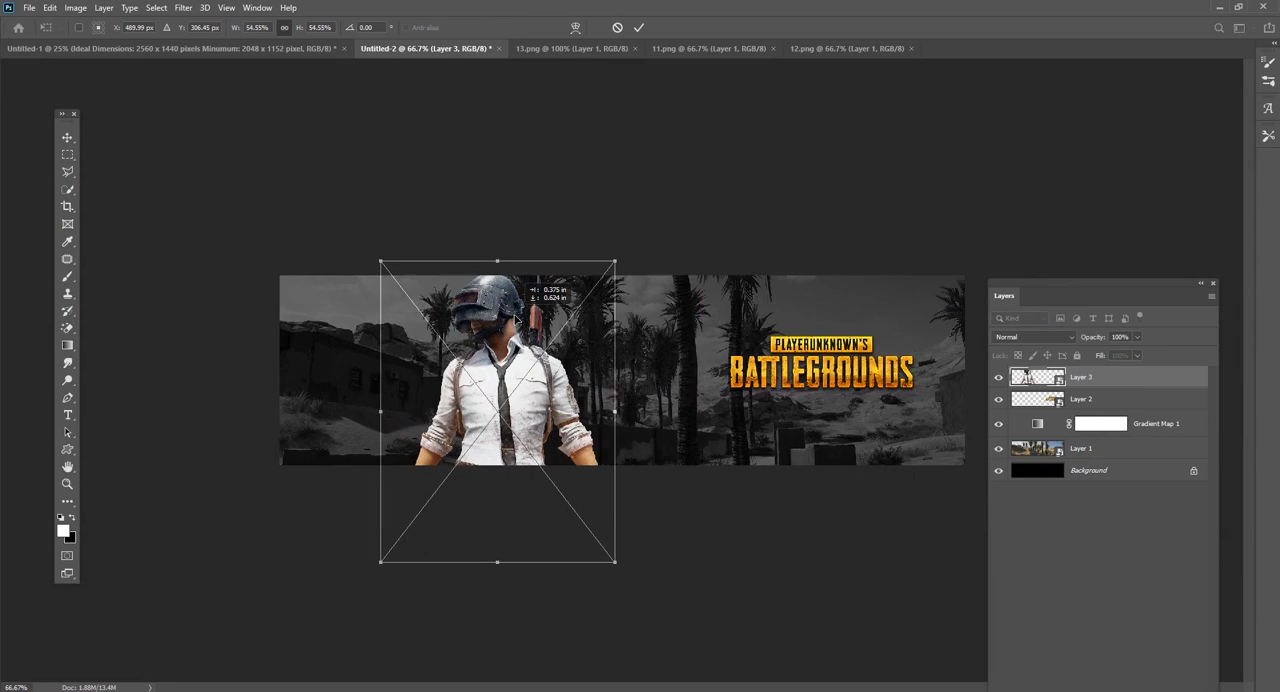 Ps File Edit Image Layer Type Select Filter 3D View Window Help
X: 489.99 px Y: 306.45 px W: 54.55% H: 54.55% 0.00 ° Anti-alias
Untitled-1 @ 25% (Ideal Dimensions: 2560 x 1440 pixels Minumum: 2048 x 1152 pixel, RGB/8) * × Untitled-2 @ 66.7% (Layer 3, RGB/8) * × 13.png @ 100% (Layer 1, RGB/8) × 11.png @ 66.7% (Layer 1, RGB/8) × 12.png @ 66.7% (Layer 1, RGB/8) ×
: 0.375 in
: 0.624 in
PLAYERUNKNOWN'S
BATTLEGROUNDS
Layers
Kind
Normal Opacity: 100%
Lock: Fill: 100%
Layer 3
Layer 2
Gradient Map 1
Layer 1
Background
66.67% Doc: 1.88M/13.4M